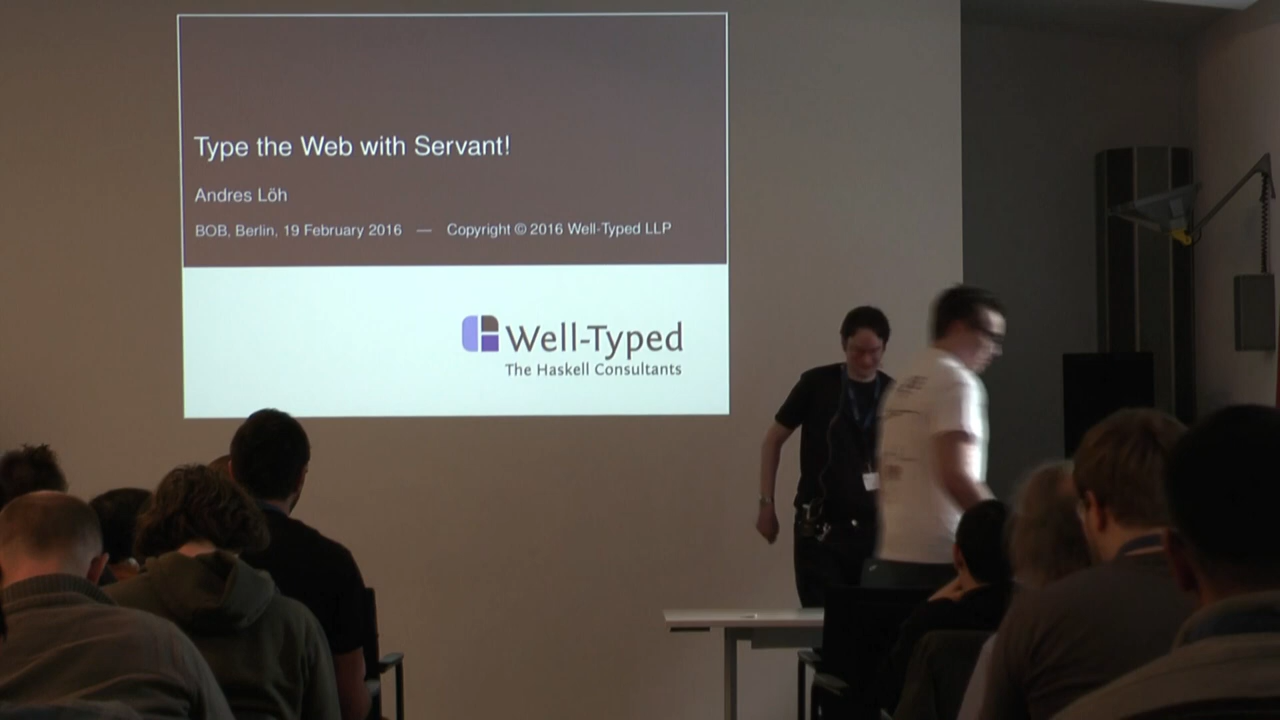 Type the Web with Servant!
Andres Löh
BOB, Berlin, 19 February 2016 — Copyright © 2016 Well-Typed LLP
Well-Typed
The Haskell Consultants